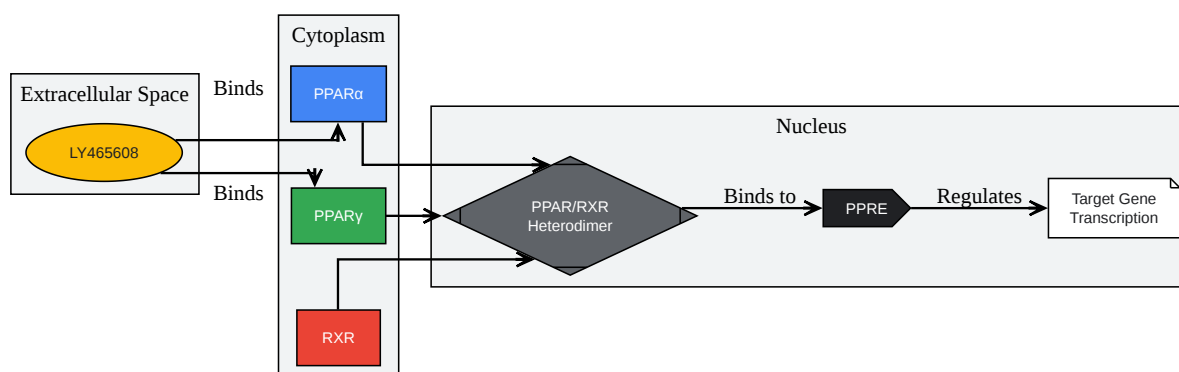 Extracellular Space
LY465608
Binds
Binds
Cytoplasm
PPARα
PPARγ
RXR
Nucleus
PPAR/RXR
Heterodimer
Binds to
PPRE
Regulates
Target Gene
Transcription